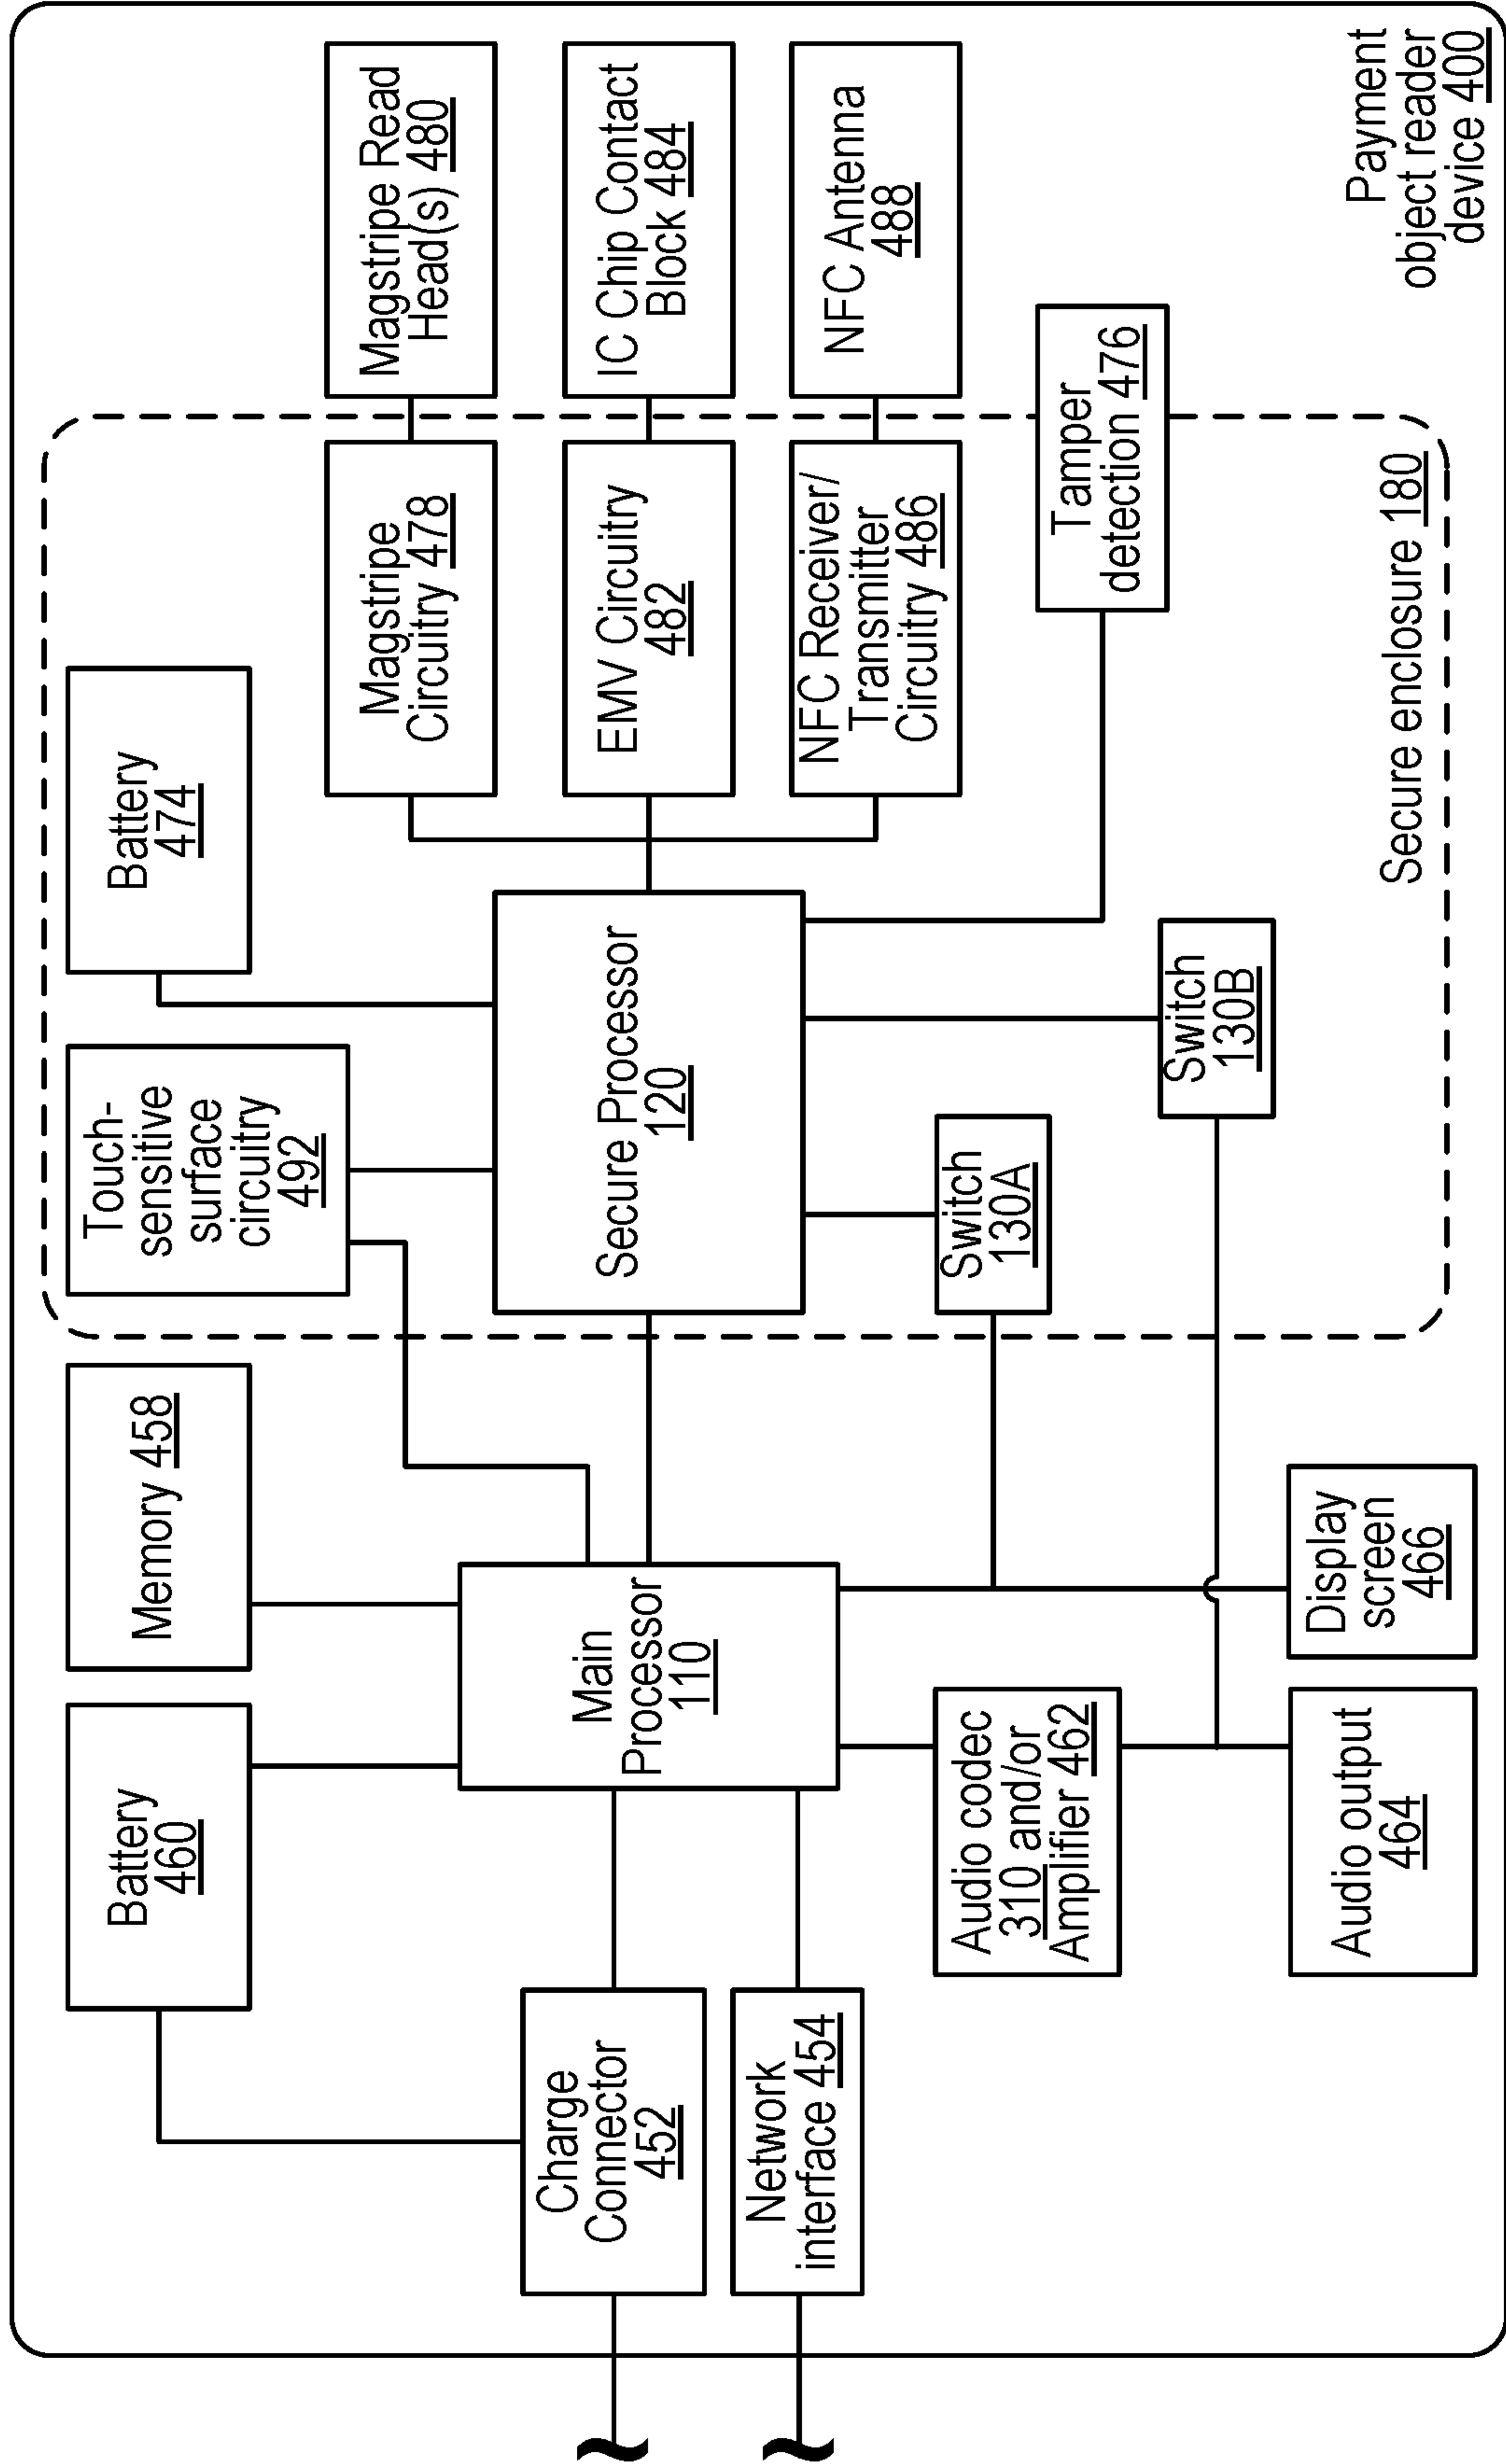 Battery
460
Memory 458
Touch-
sensitive
surface
circuitry
492
Battery
474
Charge
Connector
452
Network
interface 454
Main
Processor
110
Secure Processor
120
Magstripe
Circuitry 478
Magstripe Read
Head(s) 480
EMV Circuitry
482
IC Chip Contact
Block 484
NFC Receiver/
Transmitter
Circuitry 486
NFC Antenna
488
Audio codec
310 and/or
Amplifier 462
Switch
130A
Switch
130B
Tamper
detection 476
Audio output
464
Display
screen
466
Secure enclosure 180
Payment
object reader
device 400